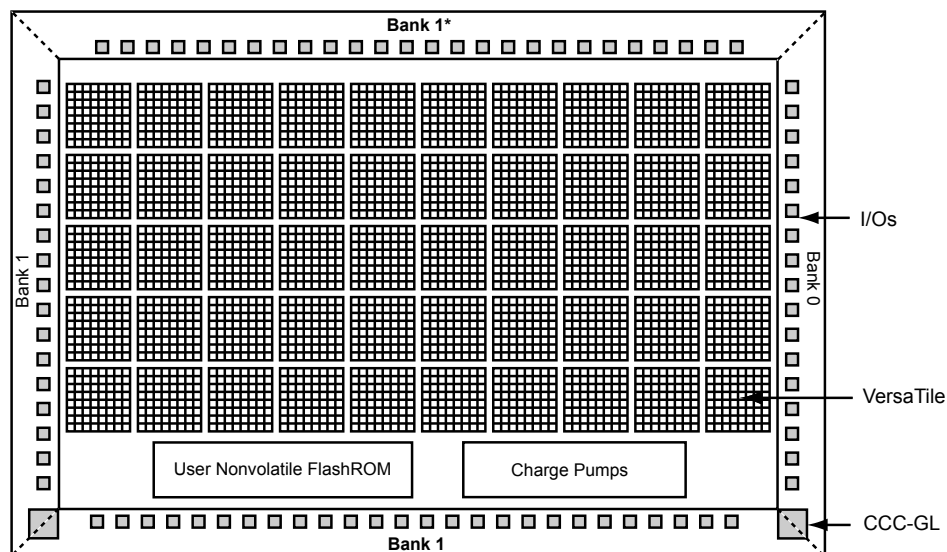 Bank 1*
I/Os
Bank 1
Bank 0
VersaTile
User Nonvolatile FlashROM
Charge Pumps
CCC-GL
Bank 1